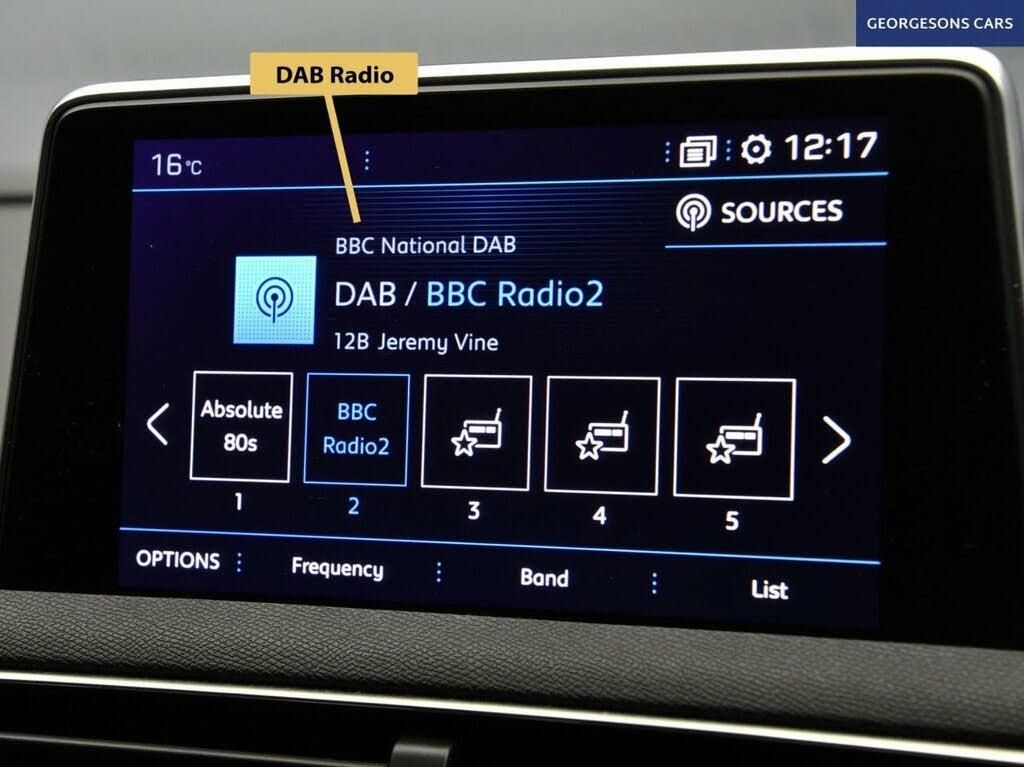 GEORGESONS CARS
DAB Radio
16°C
12:17
SOURCES
BBC National DAB
DAB / BBC Radio2
12B Jeremy Vine
Absolute
80s
BBC
Radio2
1 2 3 4 5
OPTIONS Frequency Band List